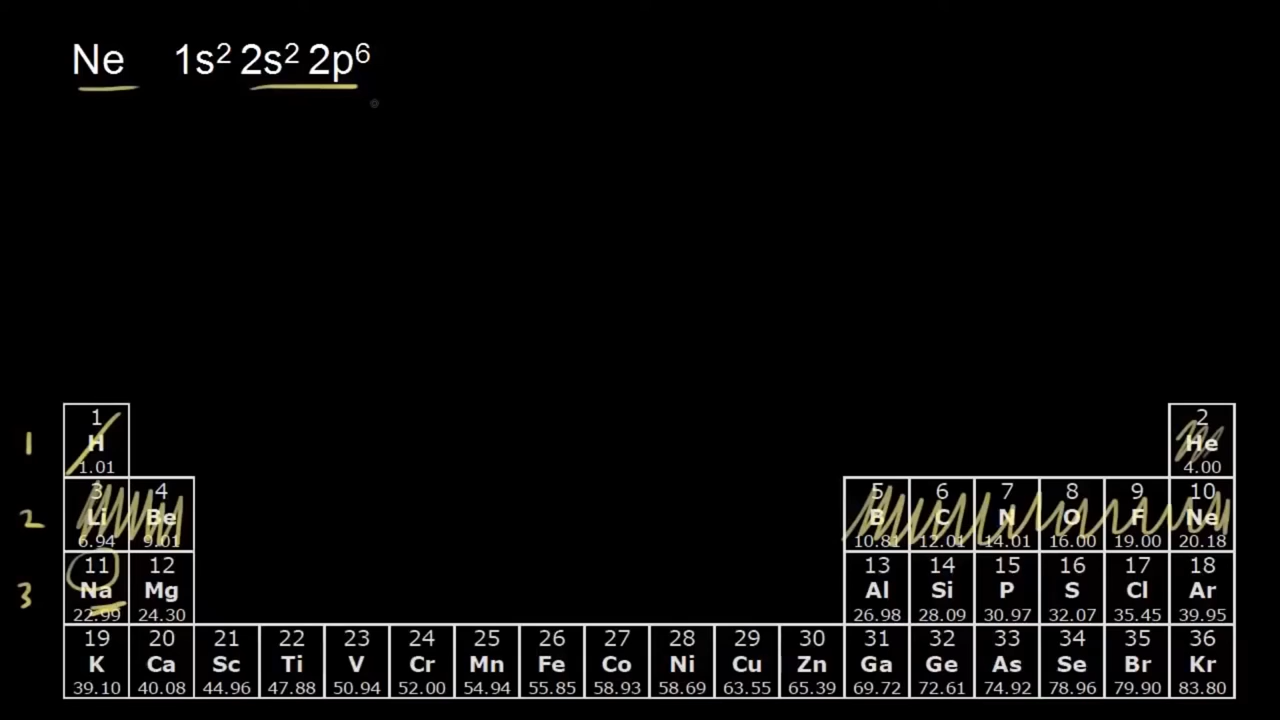 Ne 1s² 2s² 2p⁶
1 1 2
H He
1.01 4.00
2 3 4 5 6 7 8 9 10
Li Be B C N O F Ne
6.94 9.01 10.81 12.01 14.01 16.00 19.00 20.18
3 11 12 13 14 15 16 17 18
Na Mg Al Si P S Cl Ar
22.99 24.30 26.98 28.09 30.97 32.07 35.45 39.95
19 20 21 22 23 24 25 26 27 28 29 30 31 32 33 34 35 36
K Ca Sc Ti V Cr Mn Fe Co Ni Cu Zn Ga Ge As Se Br Kr
39.10 40.08 44.96 47.88 50.94 52.00 54.94 55.85 58.93 58.69 63.55 65.39 69.72 72.61 74.92 78.96 79.90 83.80